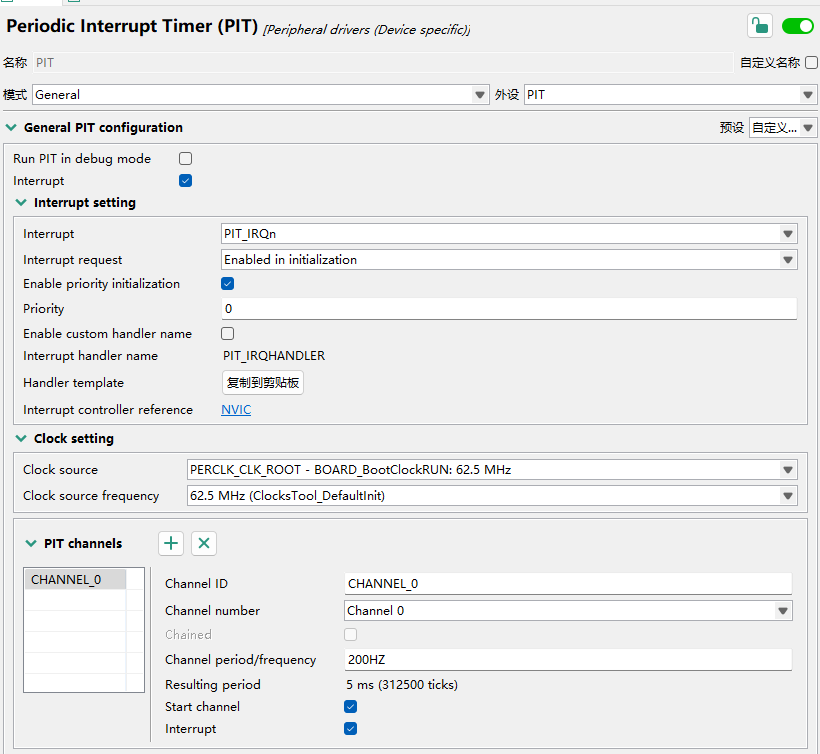 Periodic Interrupt Timer (PIT) [Peripheral drivers (Device specific)]
名称 PIT 自定义名称
模式 General 外设 PIT
General PIT configuration 预设 自定义...
Run PIT in debug mode
Interrupt
Interrupt setting
Interrupt PIT_IRQn
Interrupt request Enabled in initialization
Enable priority initialization
Priority 0
Enable custom handler name
Interrupt handler name PIT_IRQHANDLER
Handler template 复制到剪贴板
Interrupt controller reference NVIC
Clock setting
Clock source PERCLK_CLK_ROOT - BOARD_BootClockRUN: 62.5 MHz
Clock source frequency 62.5 MHz (ClocksTool_DefaultInit)
PIT channels
CHANNEL_0
Channel ID CHANNEL_0
Channel number Channel 0
Chained
Channel period/frequency 200HZ
Resulting period 5 ms (312500 ticks)
Start channel
Interrupt